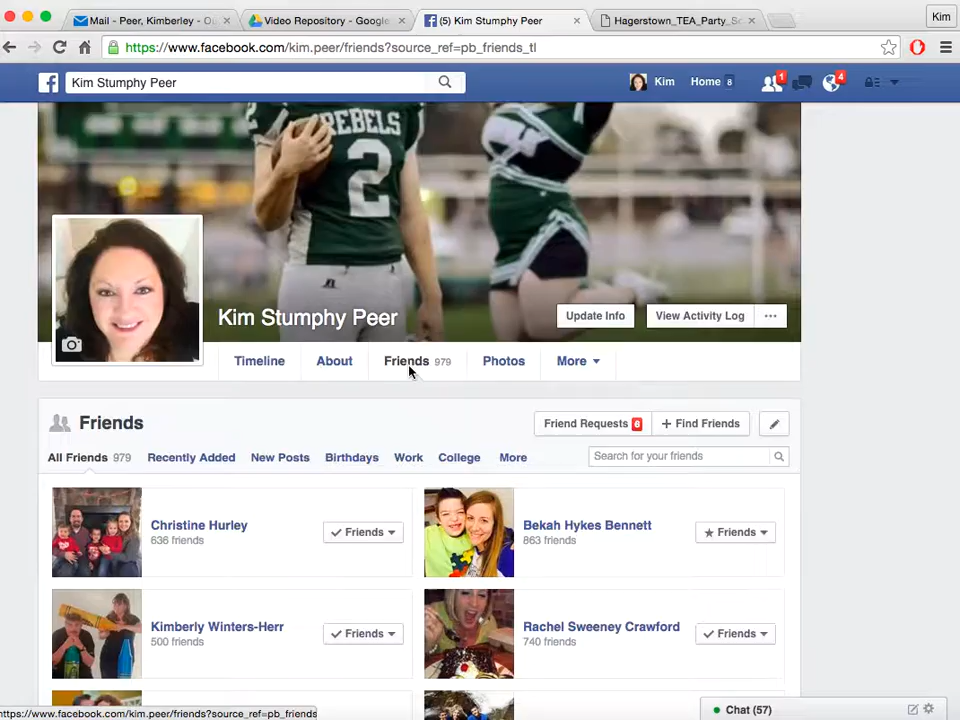 Mail - Peer, Kimberley - Ou
Video Repository - Google
(5) Kim Stumphy Peer
Hagerstown_TEA_Party_Sc
Kim
https://www.facebook.com/kim.peer/friends?source_ref=pb_friends_tl
Kim Stumphy Peer
Kim
Home 8
1
4
REBELS
2
Kim Stumphy Peer
Update Info
View Activity Log
Timeline
About
Friends 979
Photos
More
Friends
Friend Requests 8
+ Find Friends
All Friends 979
Recently Added
New Posts
Birthdays
Work
College
More
Search for your friends
Christine Hurley
636 friends
Friends
Bekah Hykes Bennett
863 friends
Friends
Kimberly Winters-Herr
500 friends
Friends
Rachel Sweeney Crawford
740 friends
Friends
https://www.facebook.com/kim.peer/friends?source_ref=pb_friends
Chat (57)